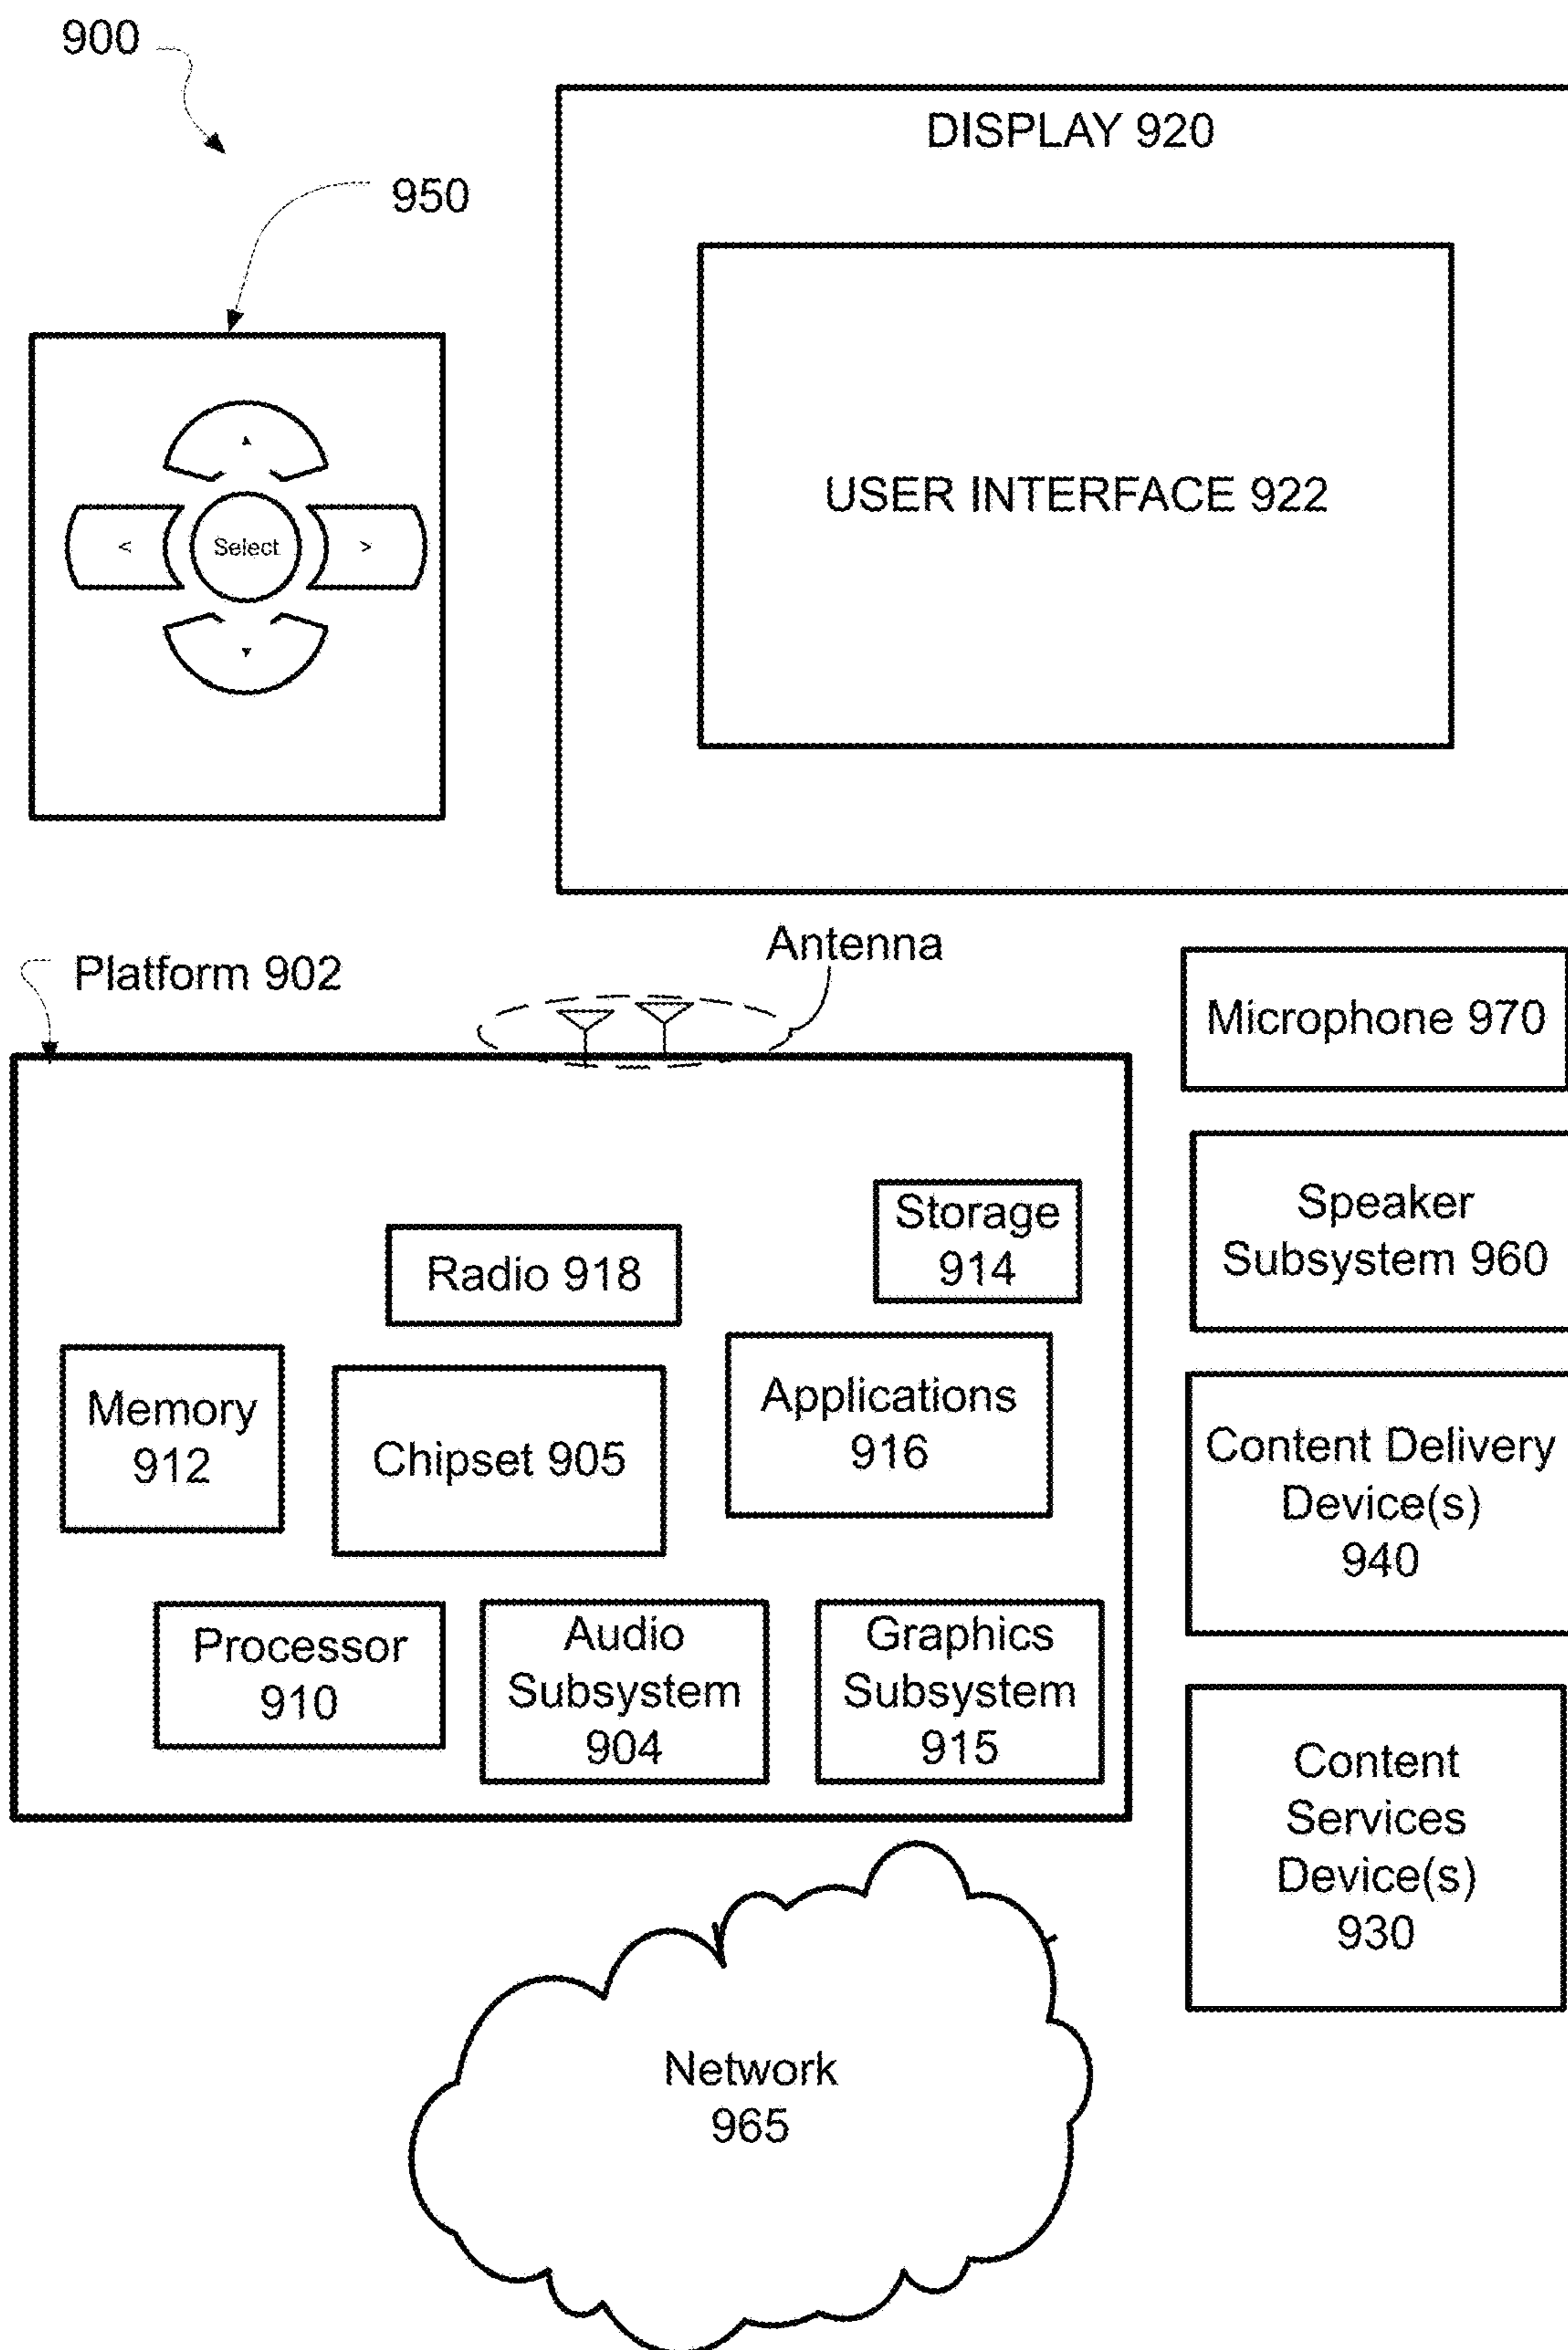 900
950
DISPLAY 920
USER INTERFACE 922
▲
<
Select
>
▼
Antenna
Platform 902
Microphone 970
Speaker
Subsystem 960
Storage
914
Radio 918
Memory
912
Chipset 905
Applications
916
Content Delivery
Device(s)
940
Processor
910
Audio
Subsystem
904
Graphics
Subsystem
915
Content
Services
Device(s)
930
Network
965